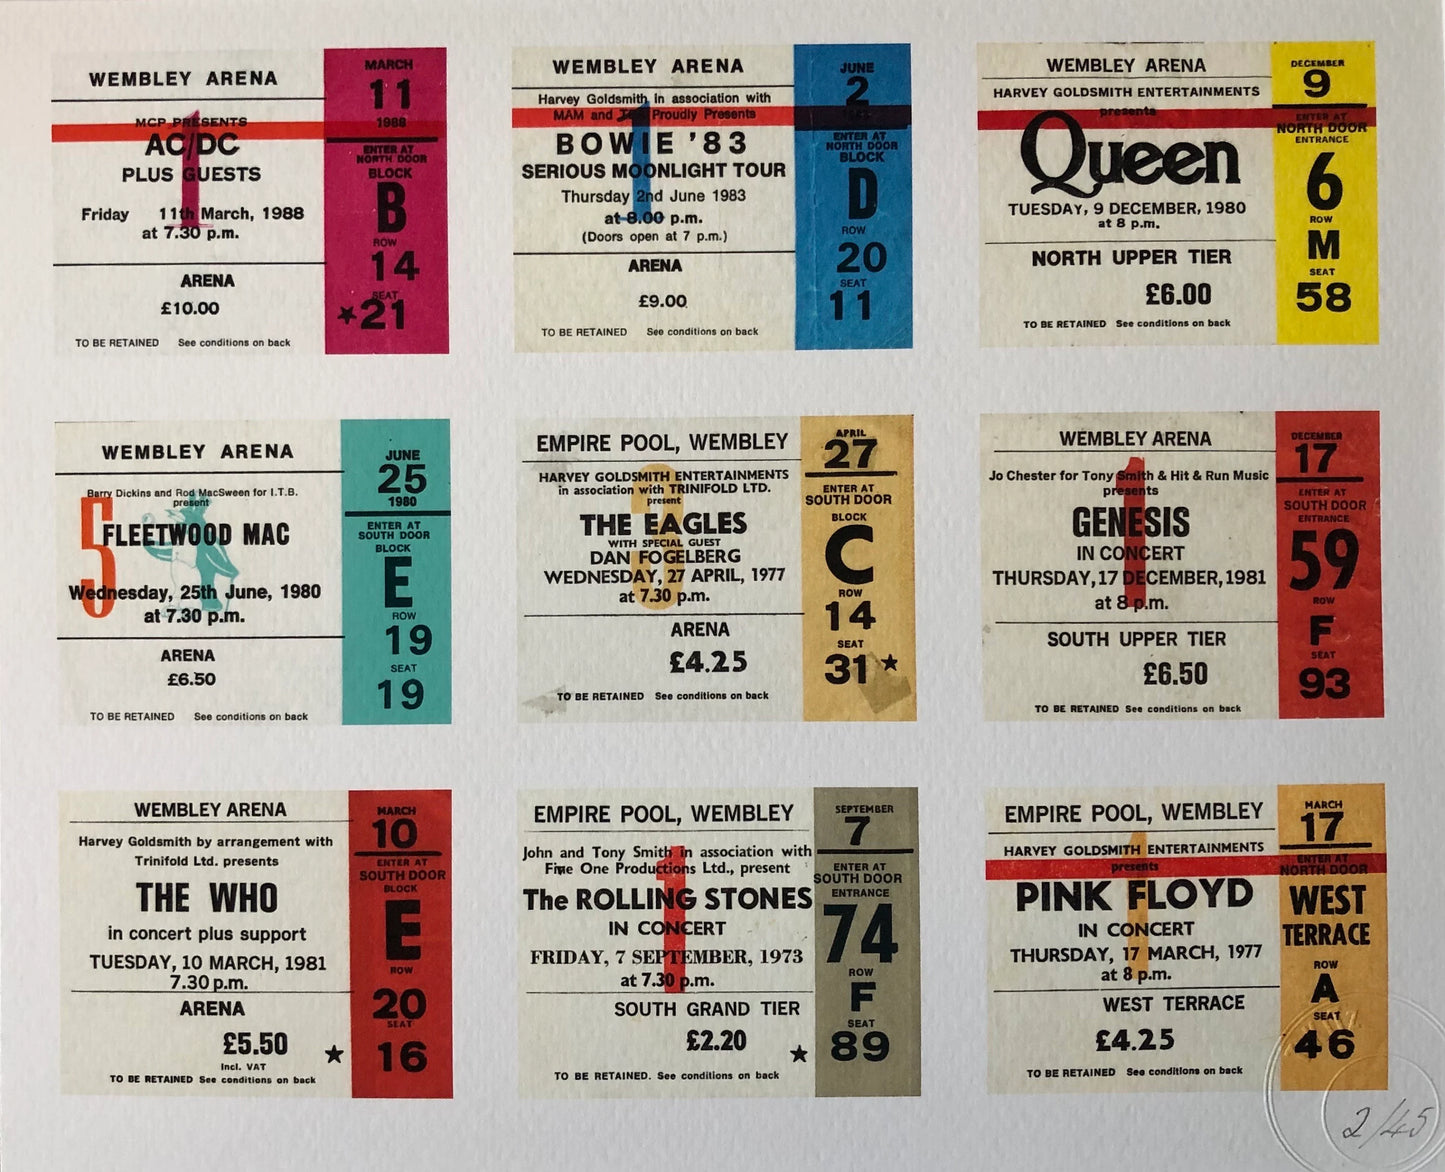 WEMBLEY ARENA
MCP PRESENTS
AC/DC
PLUS GUESTS
Friday 11th March, 1988
at 7.30 p.m.
ARENA
£10.00
TO BE RETAINED See conditions on back
1
MARCH
11
1988
ENTER AT
NORTH DOOR
BLOCK
B
ROW
14
SEAT
★21
WEMBLEY ARENA
Harvey Goldsmith in association with
MAM and Proudly Presents
BOWIE '83
SERIOUS MOONLIGHT TOUR
Thursday 2nd June 1983
at 8.00 p.m.
(Doors open at 7 p.m.)
ARENA
£9.00
TO BE RETAINED See conditions on back
1
JUNE
2
ENTER AT
NORTH DOOR
BLOCK
D
ROW
20
SEAT
11
WEMBLEY ARENA
HARVEY GOLDSMITH ENTERTAINMENTS
presents
Queen
TUESDAY, 9 DECEMBER, 1980
at 8 p.m.
NORTH UPPER TIER
£6.00
TO BE RETAINED See conditions on back
DECEMBER
9
ENTER AT
NORTH DOOR
ENTRANCE
6
ROW
M
SEAT
58
WEMBLEY ARENA
Barry Dickins and Rod MacSween for I.T.B.
present
5
FLEETWOOD MAC
Wednesday, 25th June, 1980
at 7.30 p.m.
ARENA
£6.50
TO BE RETAINED See conditions on back
JUNE
25
1980
ENTER AT
SOUTH DOOR
BLOCK
E
ROW
19
SEAT
19
EMPIRE POOL, WEMBLEY
HARVEY GOLDSMITH ENTERTAINMENTS
in association with TRINIFOLD LTD.
present
THE EAGLES
WITH SPECIAL GUEST
DAN FOGELBERG
WEDNESDAY, 27 APRIL, 1977
at 7.30 p.m.
ARENA
£4.25
TO BE RETAINED See conditions on back
3
APRIL
27
ENTER AT
SOUTH DOOR
BLOCK
C
ROW
14
SEAT
31★
WEMBLEY ARENA
Jo Chester for Tony Smith & Hit & Run Music
presents
GENESIS
IN CONCERT
THURSDAY, 17 DECEMBER, 1981
at 8 p.m.
SOUTH UPPER TIER
£6.50
TO BE RETAINED See conditions on back
1
DECEMBER
17
ENTER AT
SOUTH DOOR
ENTRANCE
59
ROW
F
SEAT
93
WEMBLEY ARENA
Harvey Goldsmith by arrangement with
Trinifold Ltd. presents
THE WHO
in concert plus support
TUESDAY, 10 MARCH, 1981
7.30 p.m.
ARENA
£5.50 ★
Incl. VAT
TO BE RETAINED See conditions on back
MARCH
10
ENTER AT
SOUTH DOOR
BLOCK
E
ROW
20
SEAT
16
EMPIRE POOL, WEMBLEY
John and Tony Smith in association with
Five One Productions Ltd., present
The ROLLING STONES
IN CONCERT
FRIDAY, 7 SEPTEMBER, 1973
at 7.30 p.m.
SOUTH GRAND TIER
£2.20 ★
TO BE RETAINED. See conditions on back
1
SEPTEMBER
7
ENTER AT
SOUTH DOOR
ENTRANCE
74
ROW
F
SEAT
89
EMPIRE POOL, WEMBLEY
HARVEY GOLDSMITH ENTERTAINMENTS
presents
PINK FLOYD
IN CONCERT
THURSDAY, 17 MARCH, 1977
at 8 p.m.
WEST TERRACE
£4.25
TO BE RETAINED See conditions on back
1
MARCH
17
ENTER AT
NORTH DOOR
WEST
TERRACE
ROW
A
SEAT
46
2/45